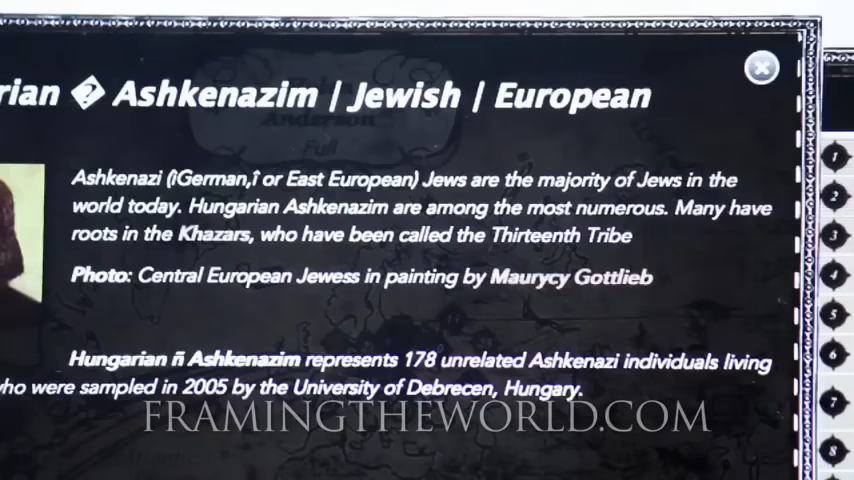 rian � Ashkenazim | Jewish | European
Anderson
Full
Ashkenazi (îGerman,î or East European) Jews are the majority of Jews in the
world today. Hungarian Ashkenazim are among the most numerous. Many have
roots in the Khazars, who have been called the Thirteenth Tribe
Photo: Central European Jewess in painting by Maurycy Gottlieb
Hungarian ñ Ashkenazim represents 178 unrelated Ashkenazi individuals living
who were sampled in 2005 by the University of Debrecen, Hungary.
FRAMINGTHEWORLD.COM
1
2
3
4
5
6
7
8